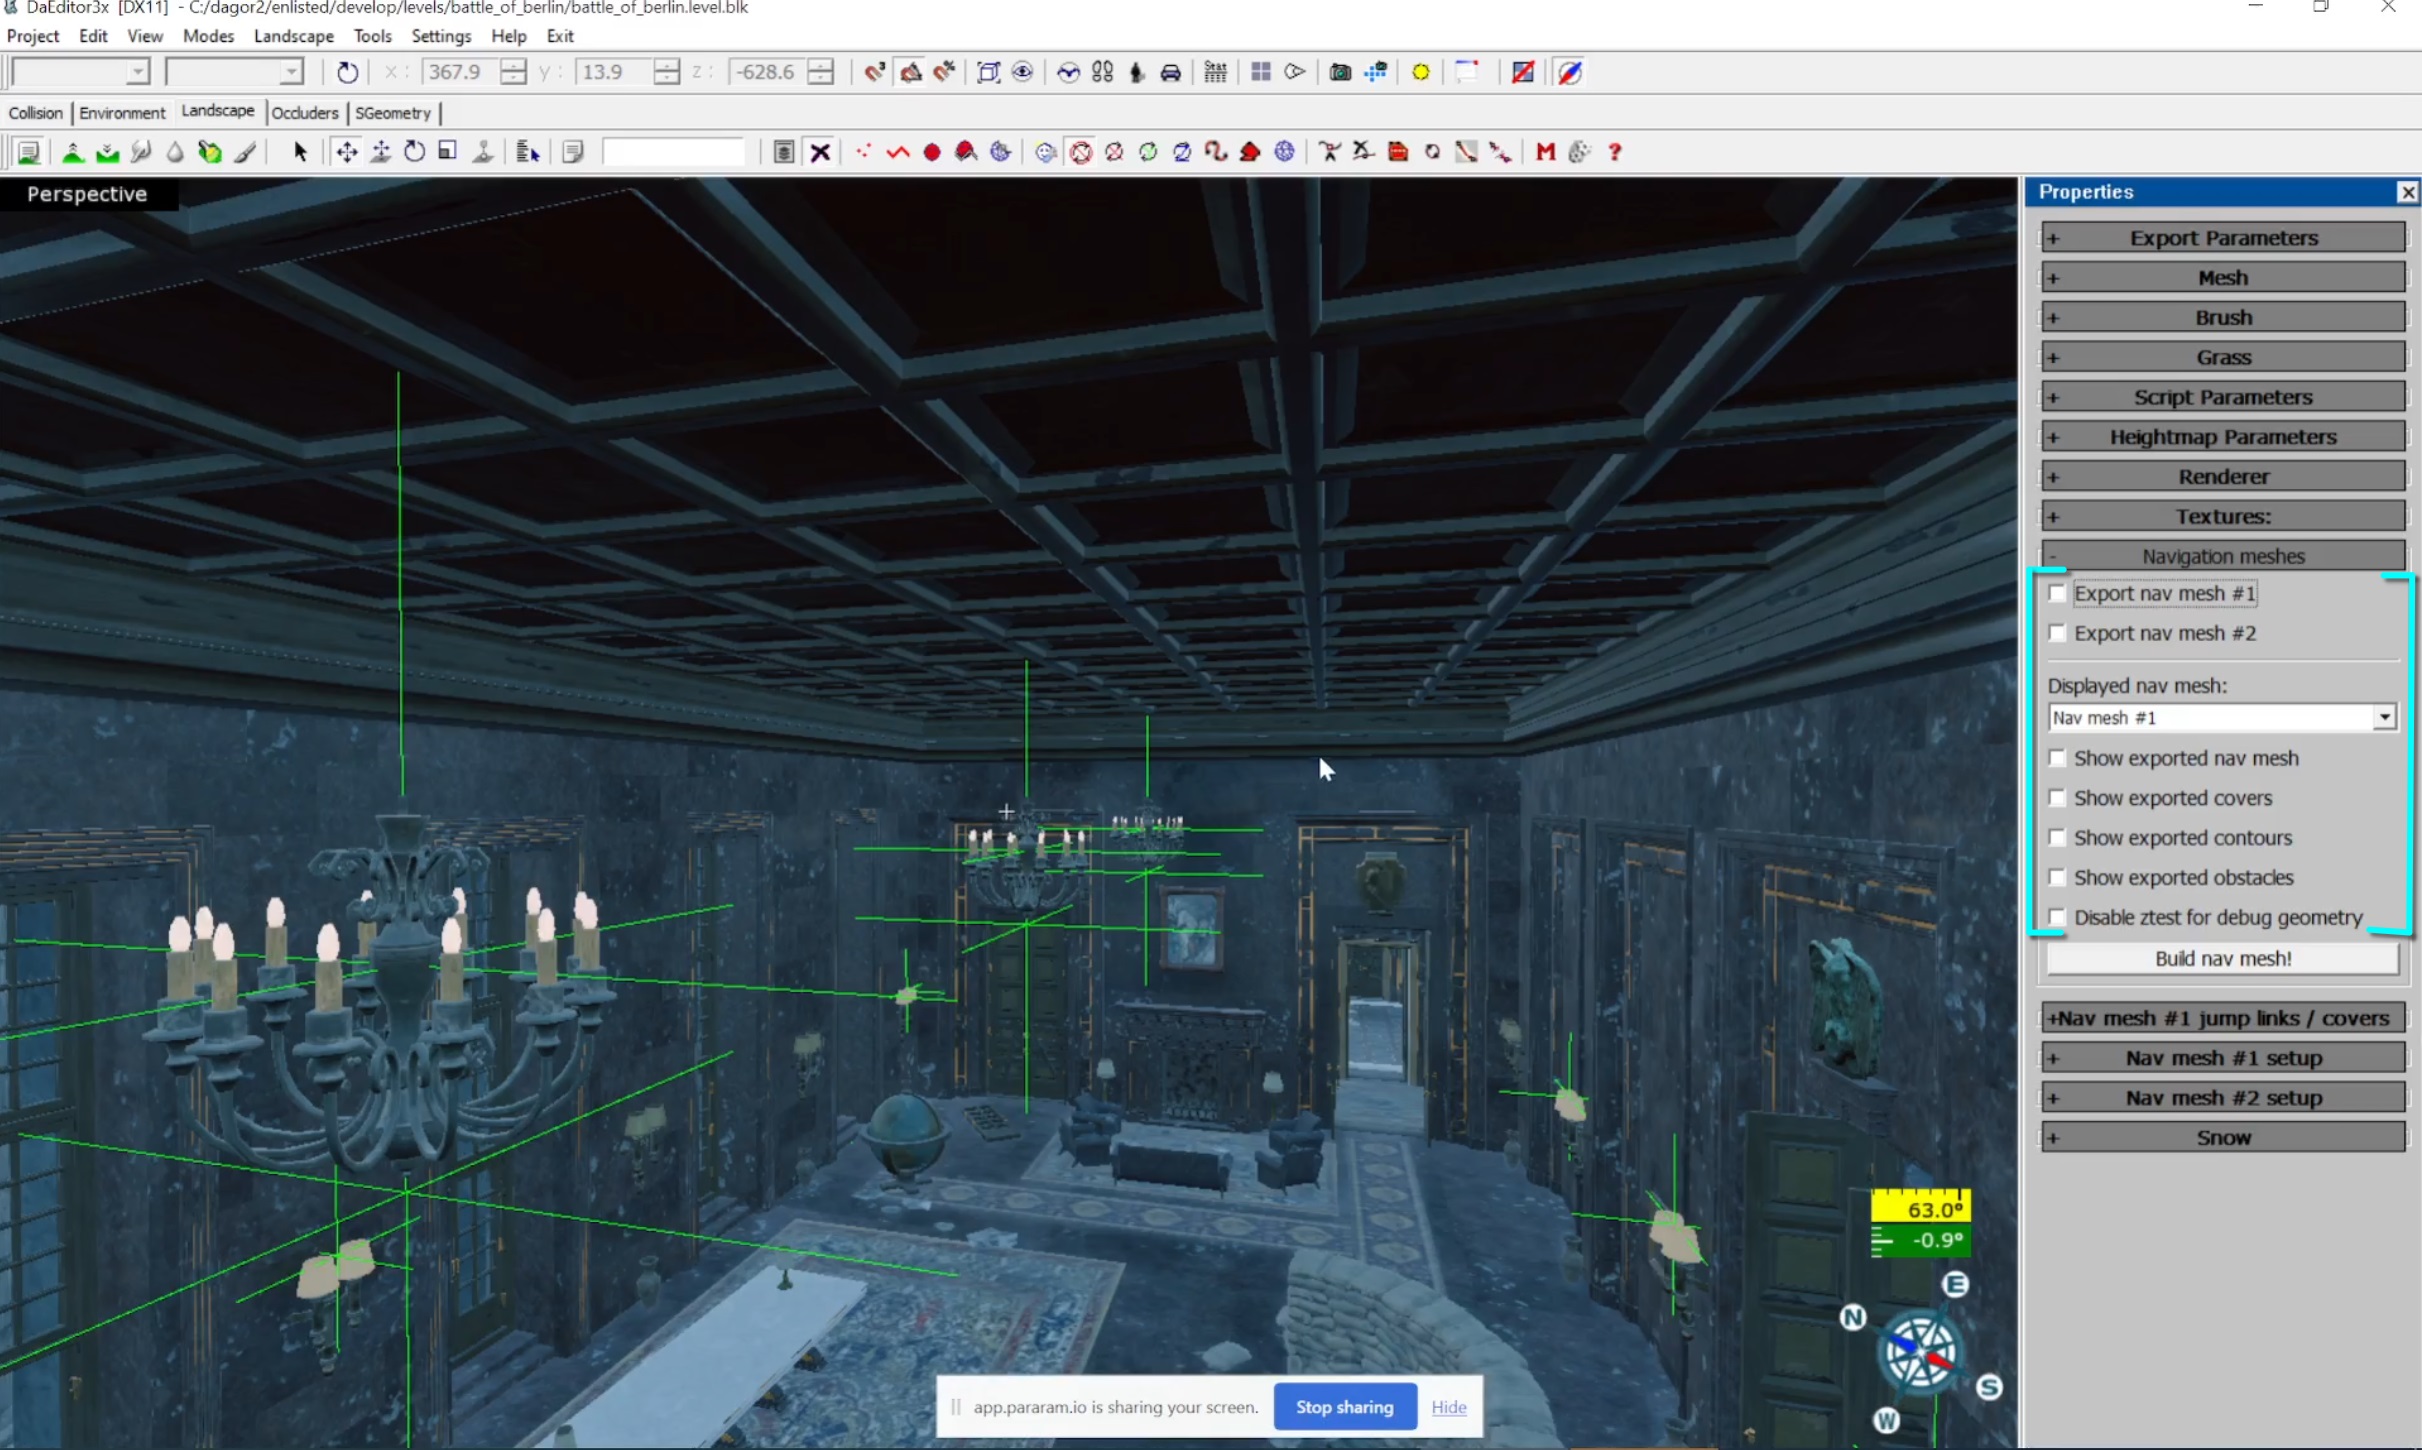 DaEditor3x [DX11] - C:/dagor2/enlisted/develop/levels/battle_of_berlin/battle_of_berlin.level.blk
Project Edit View Modes Landscape Tools Settings Help Exit
x: 367.9 y: 13.9 z: -628.6 Stat
Collision Environment Landscape Occluders SGeometry
M ?
Perspective
Properties
+ Export Parameters
+ Mesh
+ Brush
+ Grass
+ Script Parameters
+ Heightmap Parameters
+ Renderer
+ Textures:
- Navigation meshes
Export nav mesh #1
Export nav mesh #2
Displayed nav mesh:
Nav mesh #1
Show exported nav mesh
Show exported covers
Show exported contours
Show exported obstacles
Disable ztest for debug geometry
Build nav mesh!
+Nav mesh #1 jump links / covers
+ Nav mesh #1 setup
+ Nav mesh #2 setup
+ Snow
63.0°
-0.9°
E
N
S
W
app.pararam.io is sharing your screen. Stop sharing Hide